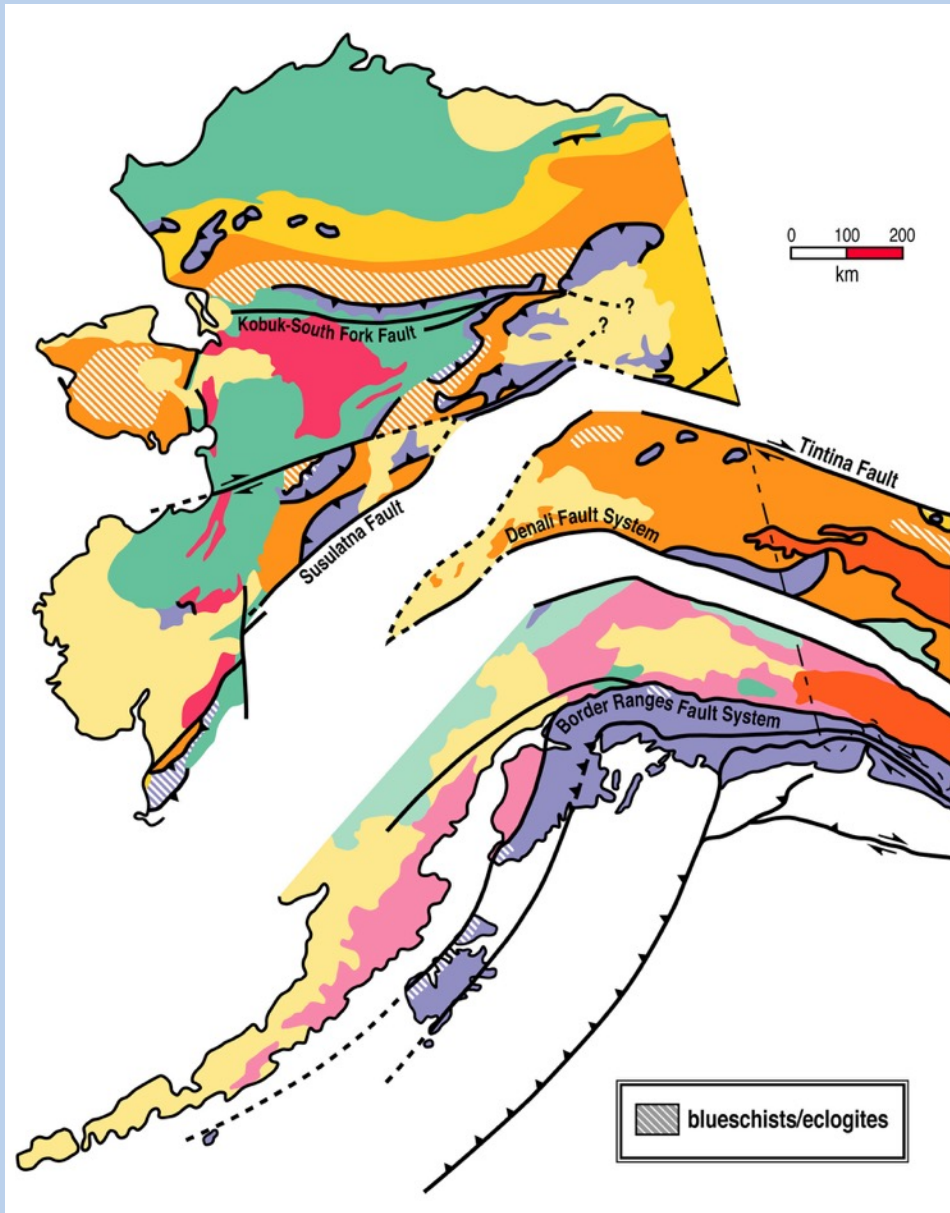 0 100 200
km
Kobuk-South Fork Fault
?
?
Tintina Fault
Susulatna Fault
Denali Fault System
Border Ranges Fault System
blueschists/eclogites